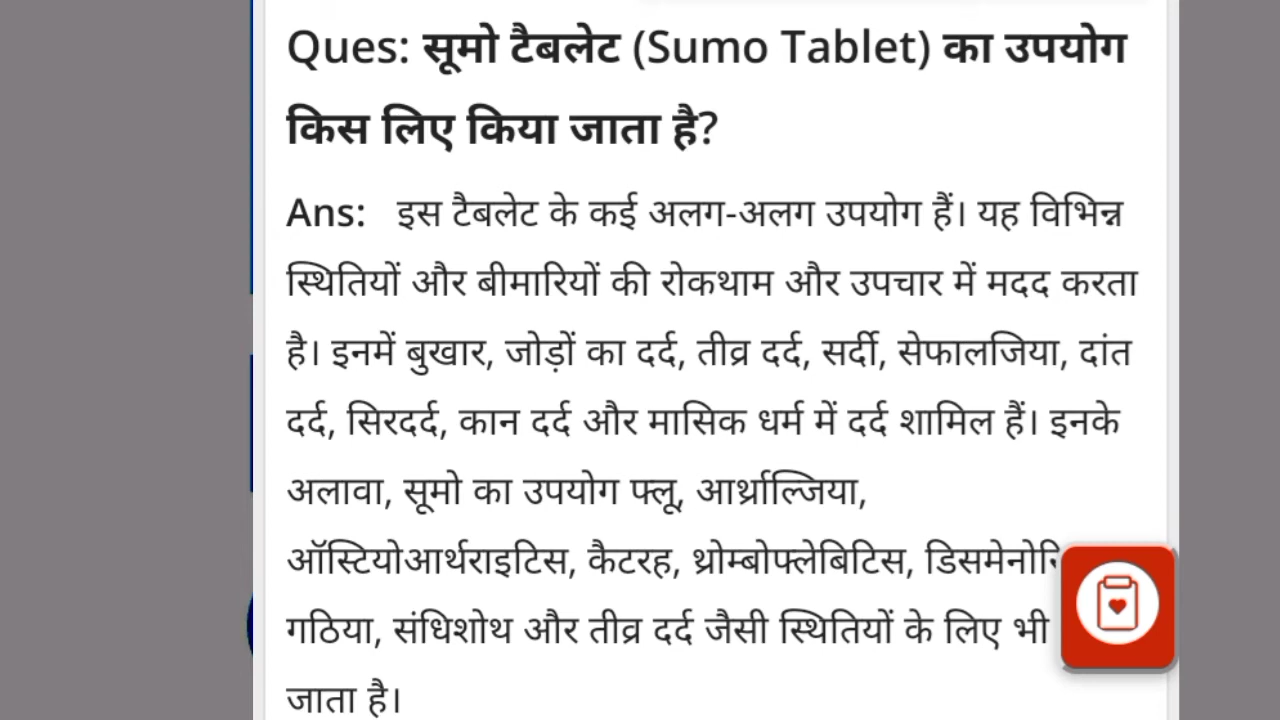 Ques: सूमो टैबलेट (Sumo Tablet) का उपयोग
किस लिए किया जाता है?
Ans: इस टैबलेट के कई अलग-अलग उपयोग हैं। यह विभिन्न
स्थितियों और बीमारियों की रोकथाम और उपचार में मदद करता
है। इनमें बुखार, जोड़ों का दर्द, तीव्र दर्द, सर्दी, सेफालजिया, दांत
दर्द, सिरदर्द, कान दर्द और मासिक धर्म में दर्द शामिल हैं। इनके
अलावा, सूमो का उपयोग फ्लू, आर्थ्राल्जिया,
ऑस्टियोआर्थराइटिस, कैटरह, थ्रोम्बोफ्लेबिटिस,
गठिया, संधिशोथ और तीव्र दर्द जैसी स्थितियों के लिए भी
जाता है।